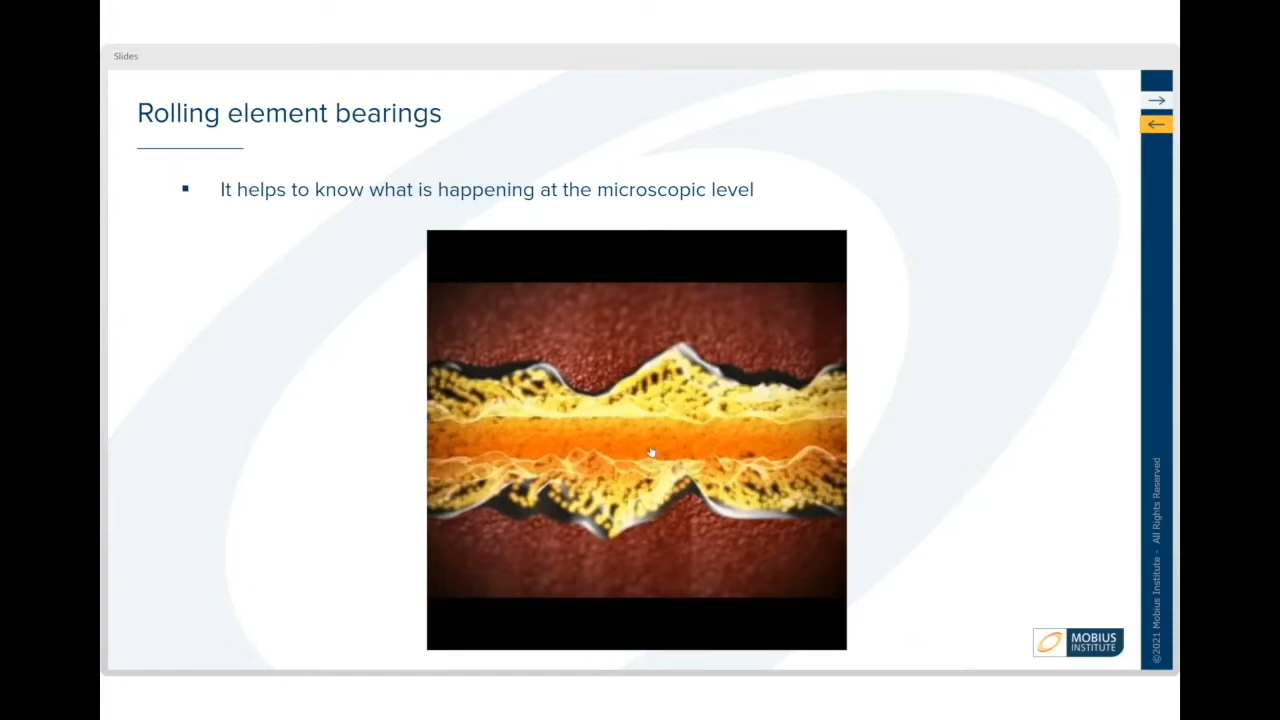 Slides
Rolling element bearings
▪ It helps to know what is happening at the microscopic level
MOBIUS
INSTITUTE
©2021 Mobius Institute - All Rights Reserved